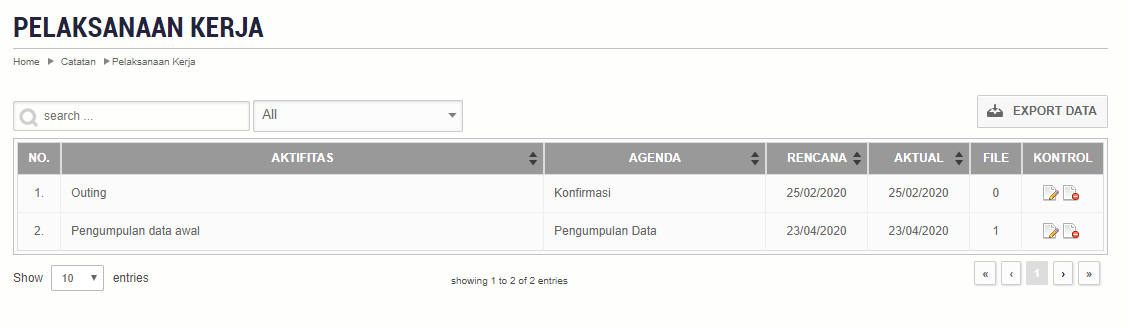 PELAKSANAAN KERJA
Home Catatan Pelaksanaan Kerja
search ... All EXPORT DATA
NO. AKTIFITAS AGENDA RENCANA AKTUAL FILE KONTROL
1. Outing Konfirmasi 25/02/2020 25/02/2020 0
2. Pengumpulan data awal Pengumpulan Data 23/04/2020 23/04/2020 1
Show 10 entries showing 1 to 2 of 2 entries « ‹ 1 › »